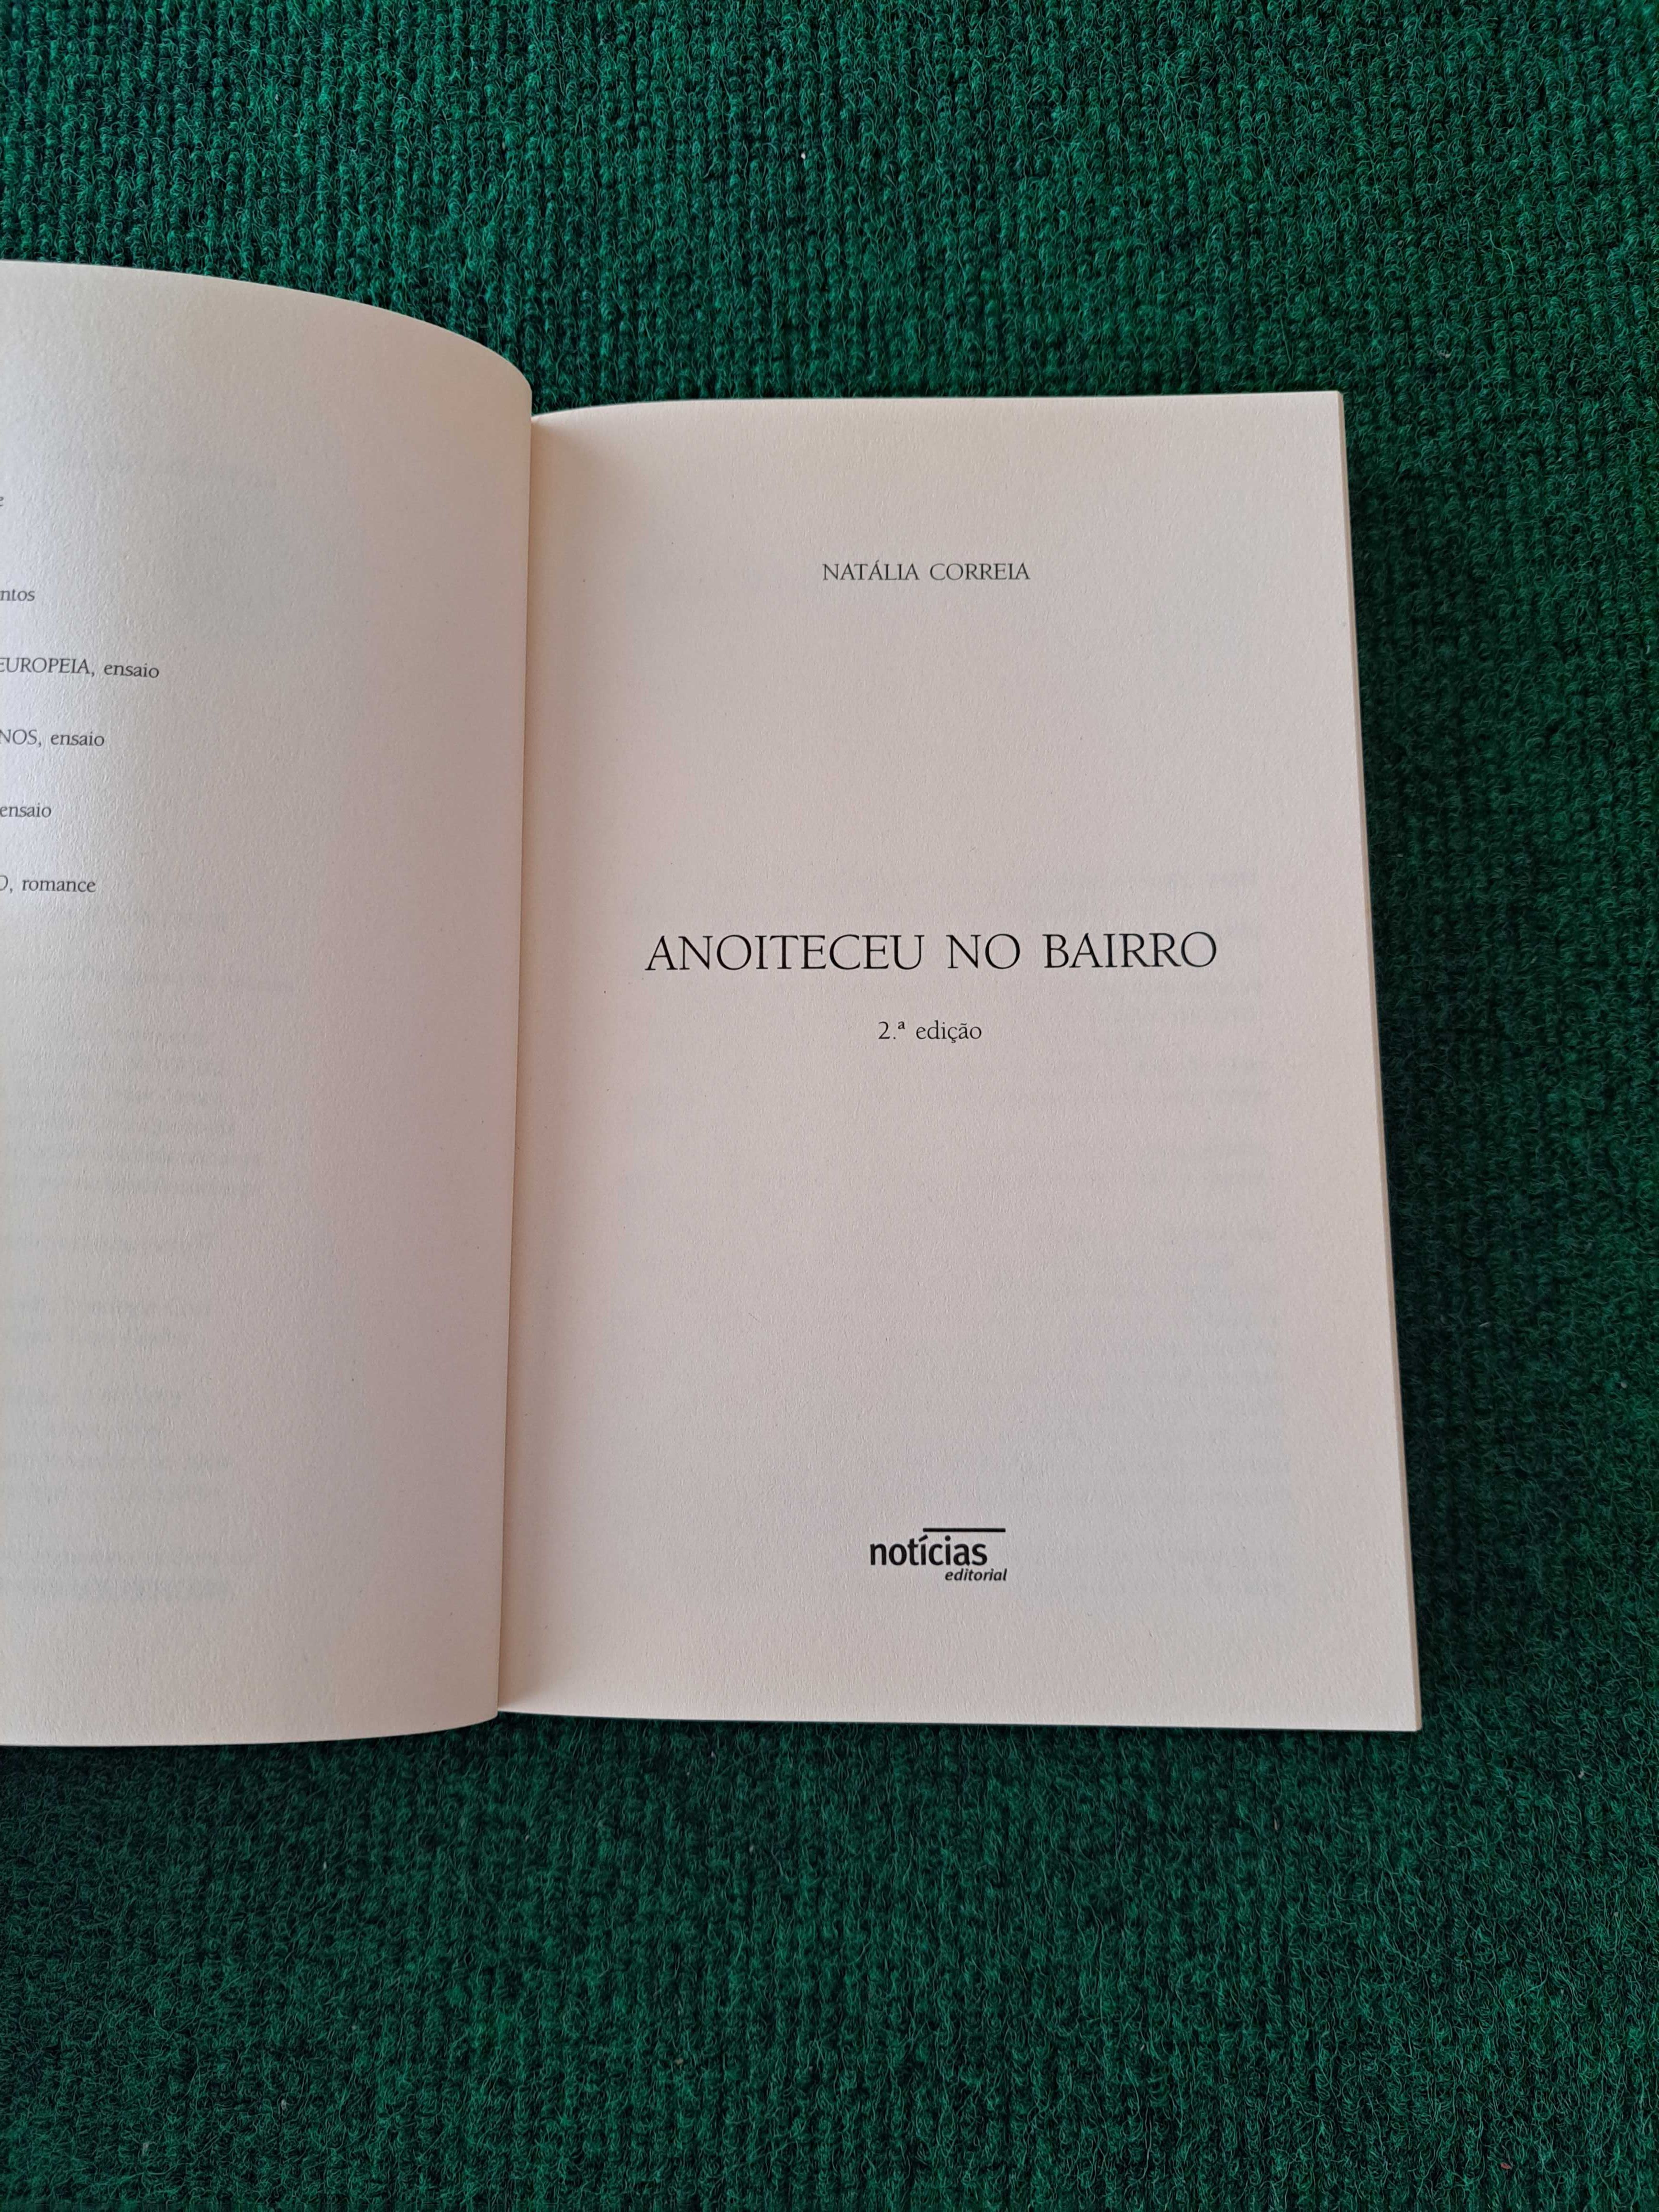 e
ntos
EUROPEIA, ensaio
NOS, ensaio
ensaio
O, romance
NATÁLIA CORREIA
ANOITECEU NO BAIRRO
2.ª edição
notícias
editorial